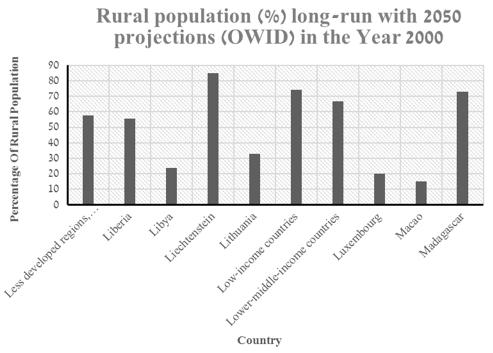 Rural population (%) long-run with 2050
projections (OWID) in the Year 2000
Percentage Of Rural Population
90
80
70
60
50
40
30
20
10
0
Less developed regions,...
Liberia
Libya
Liechtenstein
Lithuania
Low-income countries
Lower-middle-income countries
Luxembourg
Macao
Madagascar
Country